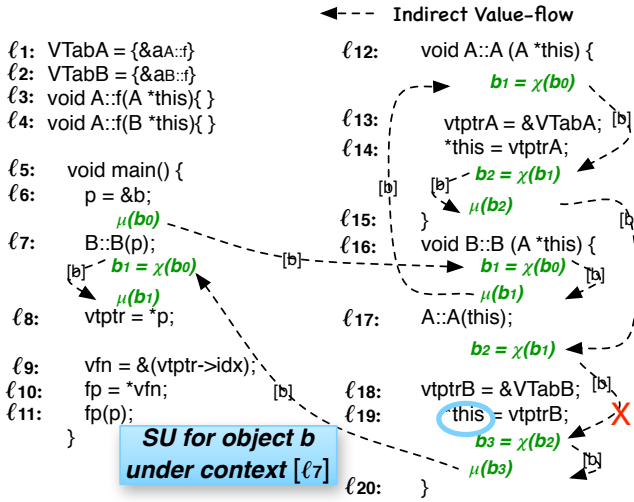 Indirect Value-flow
ℓ1: VTabA = {&aA::f}
ℓ2: VTabB = {&aB::f}
ℓ3: void A::f(A *this){ }
ℓ4: void A::f(B *this){ }
ℓ5: void main() {
ℓ6: p = &b;
μ(b0)
ℓ7: B::B(p);
[b]
b1 = χ(b0)
μ(b1)
ℓ8: vtptr = *p;
ℓ9: vfn = &(vtptr->idx);
ℓ10: fp = *vfn;
ℓ11: fp(p);
}
SU for object b
under context [ℓ7]
[b]
[b]
[b]
ℓ12: void A::A (A *this) {
b1 = χ(b0)
[b]
ℓ13: vtptrA = &VTabA;
ℓ14: *this = vtptrA;
b2 = χ(b1)
[b]
μ(b2)
[b]
ℓ15: }
ℓ16: void B::B (A *this) {
b1 = χ(b0)
[b]
μ(b1)
ℓ17: A::A(this);
b2 = χ(b1)
[b]
ℓ18: vtptrB = &VTabB;
ℓ19: *this = vtptrB;
X
b3 = χ(b2)
[b]
μ(b3)
ℓ20: }